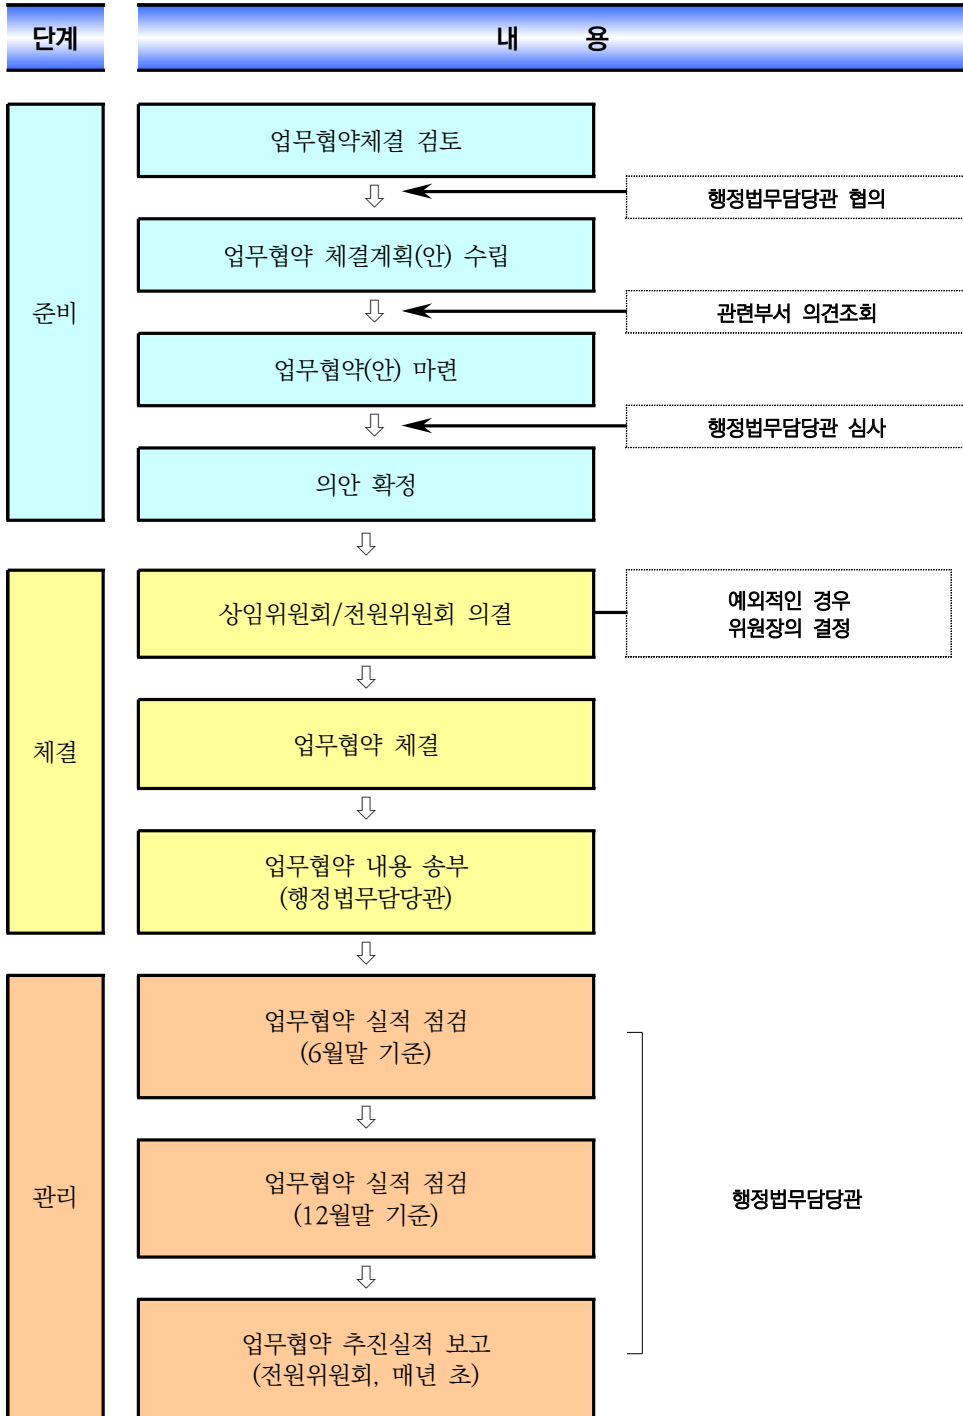 단계
내 용
준비
업무협약체결 검토
행정법무담당관 협의
업무협약 체결계획(안) 수립
관련부서 의견조회
업무협약(안) 마련
행정법무담당관 심사
의안 확정
체결
상임위원회/전원위원회 의결
예외적인 경우
위원장의 결정
업무협약 체결
업무협약 내용 송부
(행정법무담당관)
관리
업무협약 실적 점검
(6월말 기준)
업무협약 실적 점검
(12월말 기준)
행정법무담당관
업무협약 추진실적 보고
(전원위원회, 매년 초)